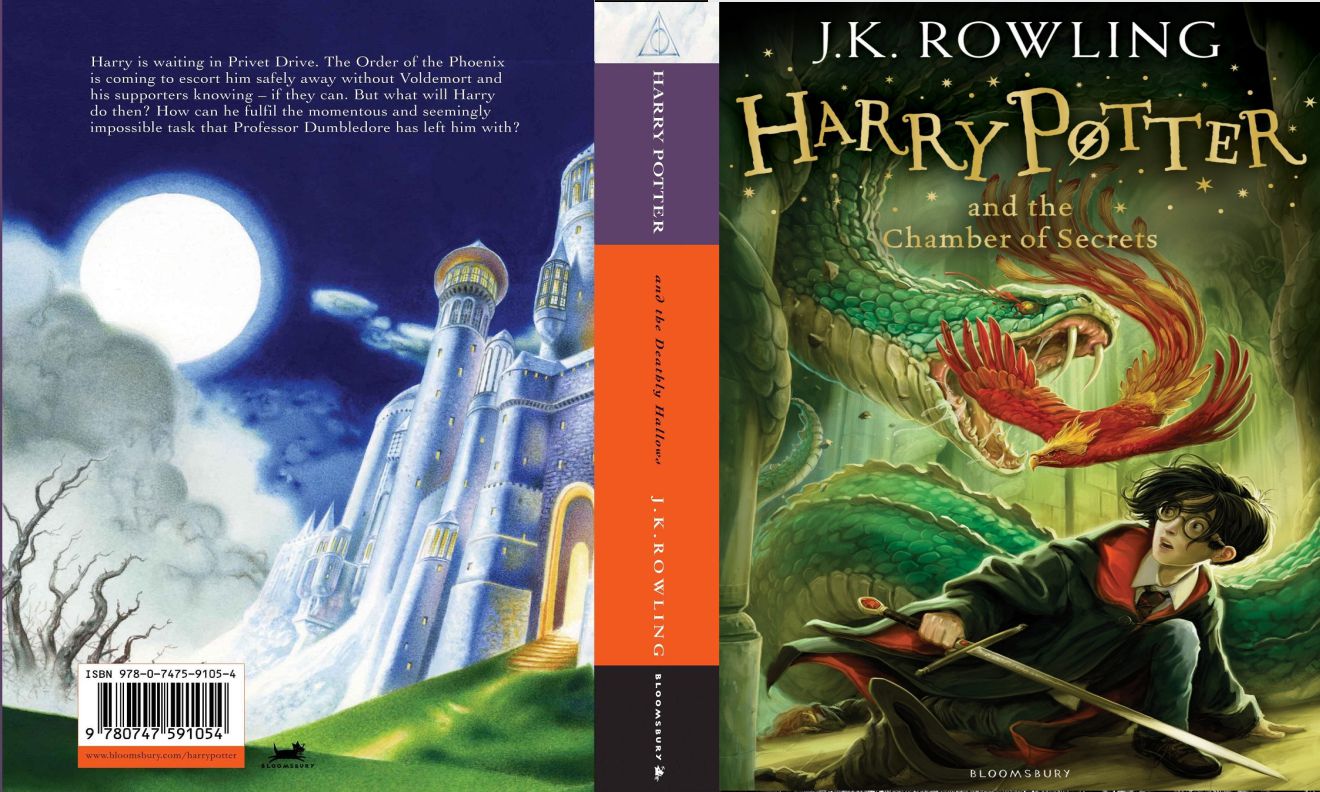 Harry is waiting in Privet Drive. The Order of the Phoenix
is coming to escort him safely away without Voldemort and
his supporters knowing – if they can. But what will Harry
do then? How can he fulfil the momentous and seemingly
impossible task that Professor Dumbledore has left him with?
ISBN 978-0-7475-9105-4
9 780747 591054
www.bloomsbury.com/harrypotter
BLOOMSBURY
HARRY POTTER
and the Deathly Hallows
J.K. ROWLING
BLOOMSBURY
J.K. ROWLING
HARRY POTTER
and the
Chamber of Secrets
BLOOMSBURY